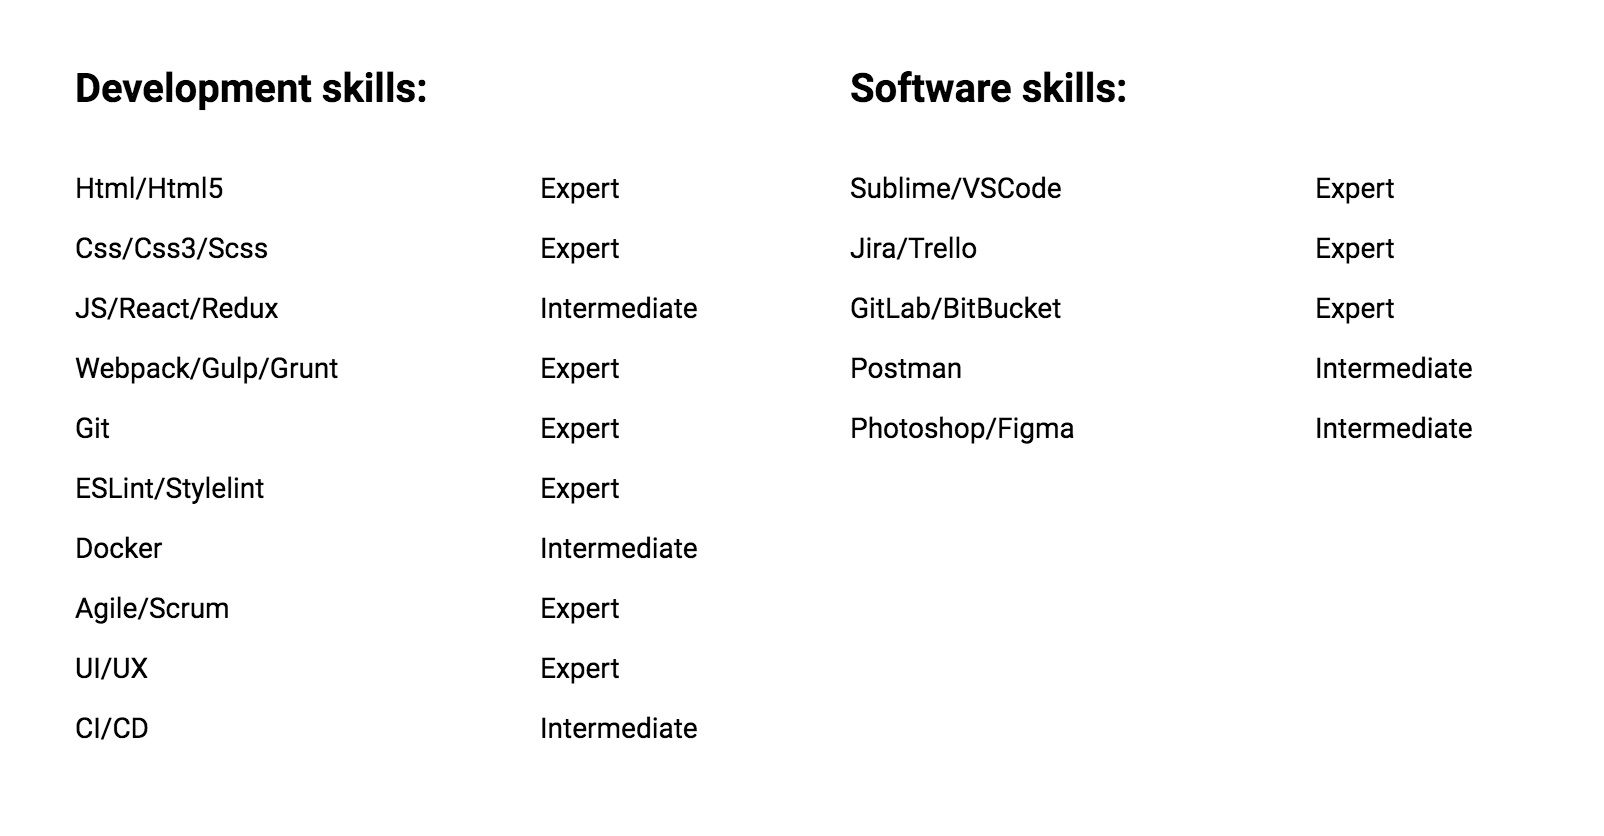 Development skills:
Html/Html5 Expert
Css/Css3/Scss Expert
JS/React/Redux Intermediate
Webpack/Gulp/Grunt Expert
Git Expert
ESLint/Stylelint Expert
Docker Intermediate
Agile/Scrum Expert
UI/UX Expert
CI/CD Intermediate
Software skills:
Sublime/VSCode Expert
Jira/Trello Expert
GitLab/BitBucket Expert
Postman Intermediate
Photoshop/Figma Intermediate